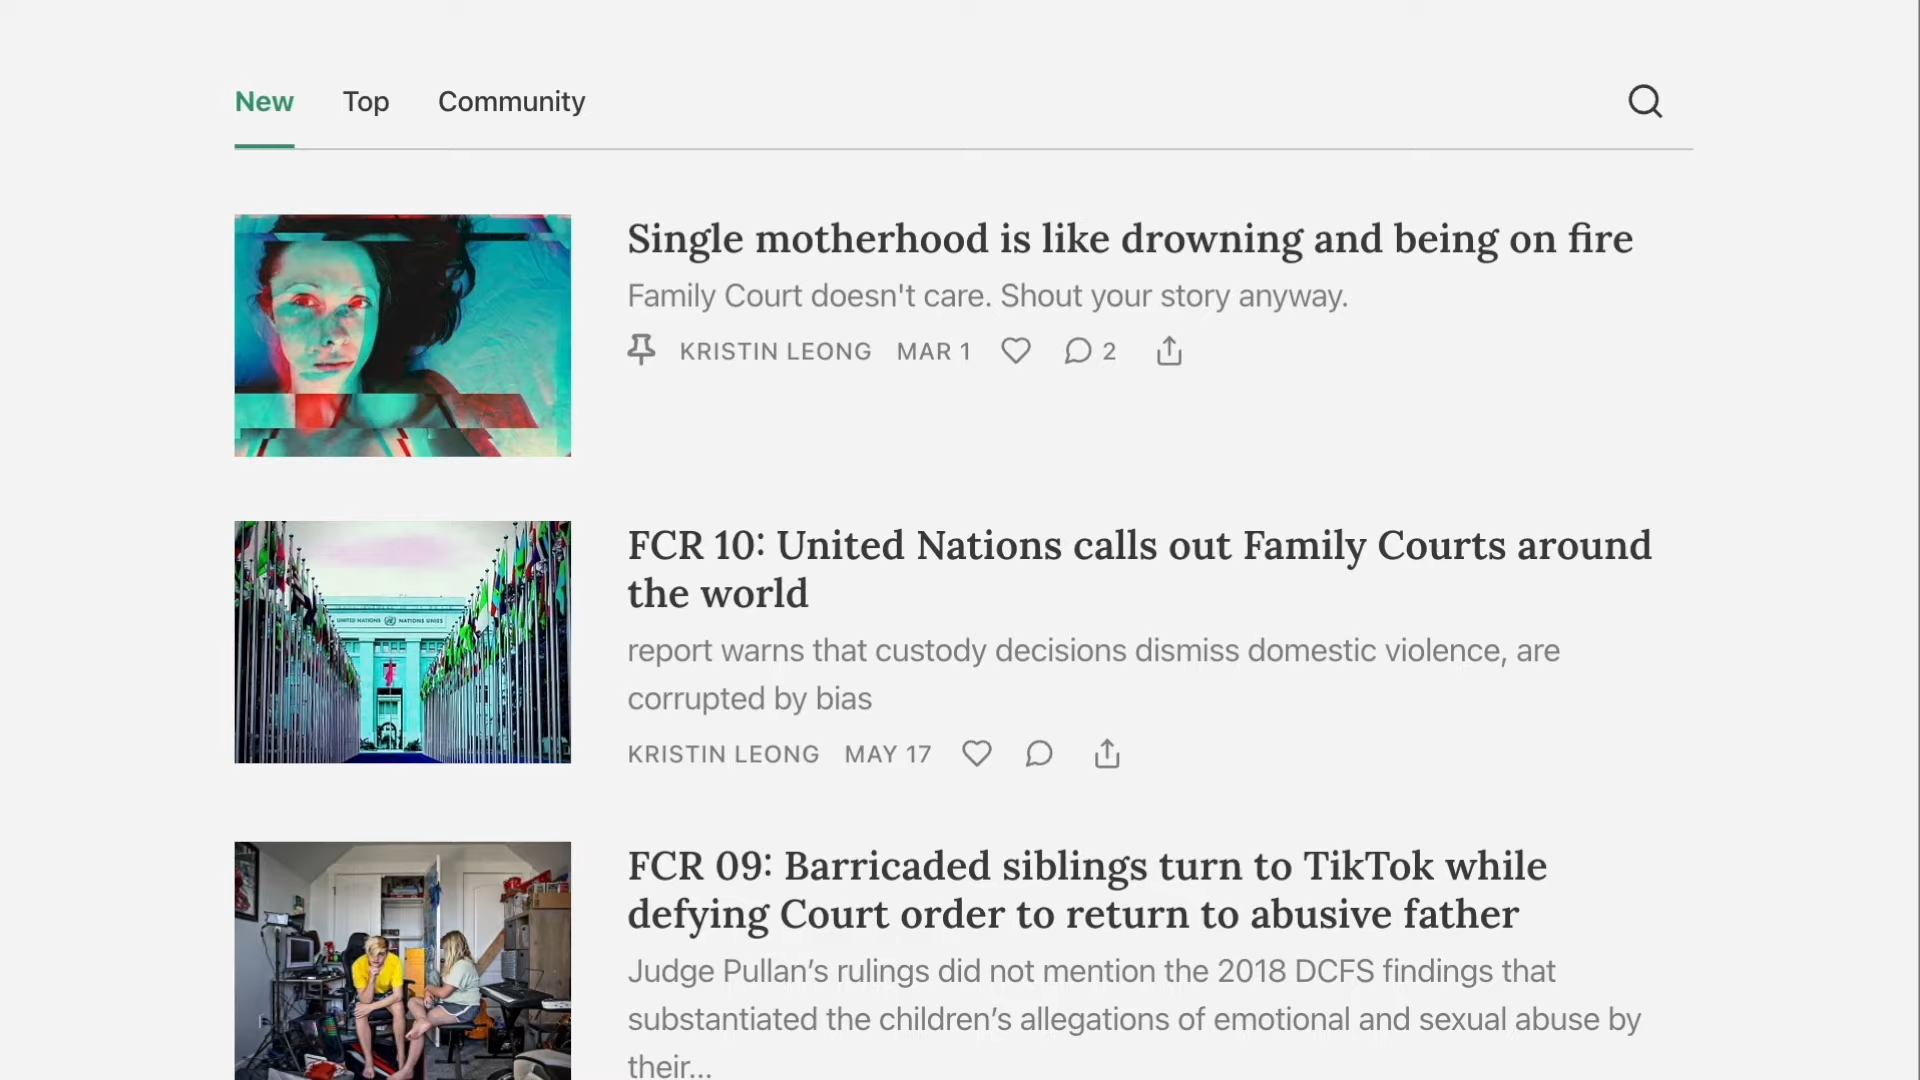 New Top Community
Single motherhood is like drowning and being on fire
Family Court doesn't care. Shout your story anyway.
KRISTIN LEONG MAR 1 2
UNITED NATIONS NATIONS UNIES
FCR 10: United Nations calls out Family Courts around
the world
report warns that custody decisions dismiss domestic violence, are
corrupted by bias
KRISTIN LEONG MAY 17
FCR 09: Barricaded siblings turn to TikTok while
defying Court order to return to abusive father
Judge Pullan’s rulings did not mention the 2018 DCFS findings that
substantiated the children’s allegations of emotional and sexual abuse by
their...